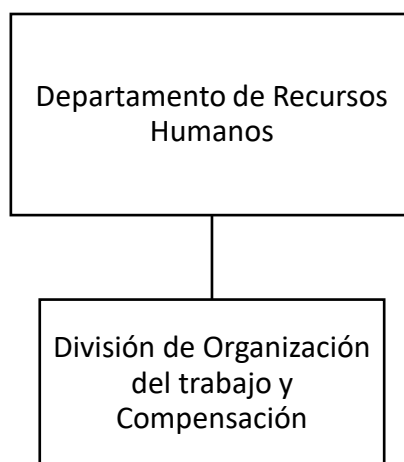 Departamento de Recursos
Humanos
División de Organización
del trabajo y
Compensación